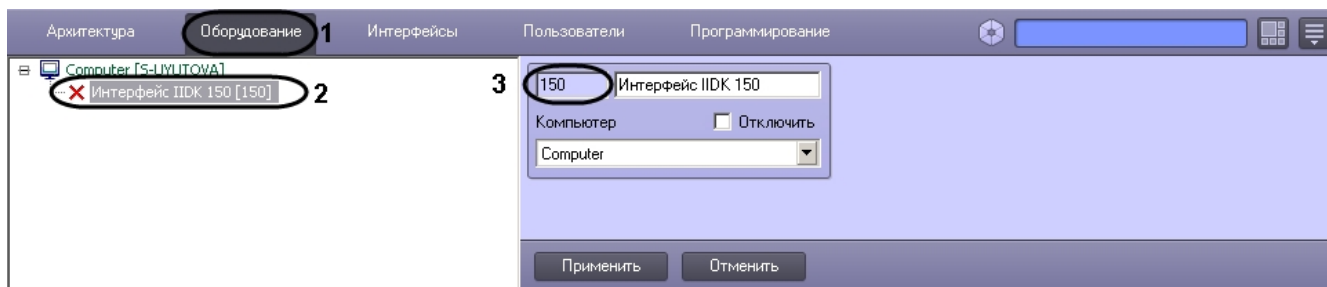 Архитектура Оборудование 1 Интерфейсы Пользователи Программирование
Computer [S-UYUTOVA]
Интерфейс IIDK 150 [150] 2
3 150 Интерфейс IIDK 150
Компьютер Отключить
Computer
Применить Отменить